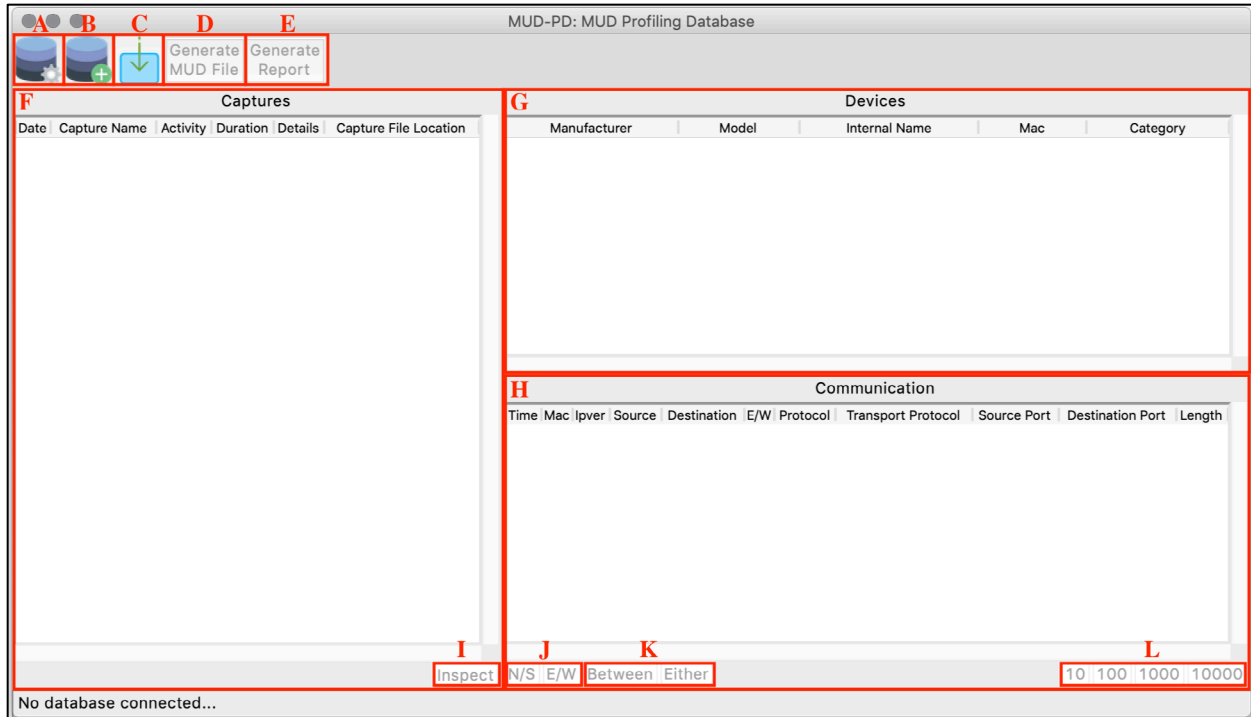 MUD-PD: MUD Profiling Database
A B C D E
Generate MUD File
Generate Report
F Captures
Date Capture Name Activity Duration Details Capture File Location
G Devices
Manufacturer Model Internal Name Mac Category
H Communication
Time Mac Ipver Source Destination E/W Protocol Transport Protocol Source Port Destination Port Length
I J K L
Inspect N/S E/W Between Either 10 100 1000 10000
No database connected...